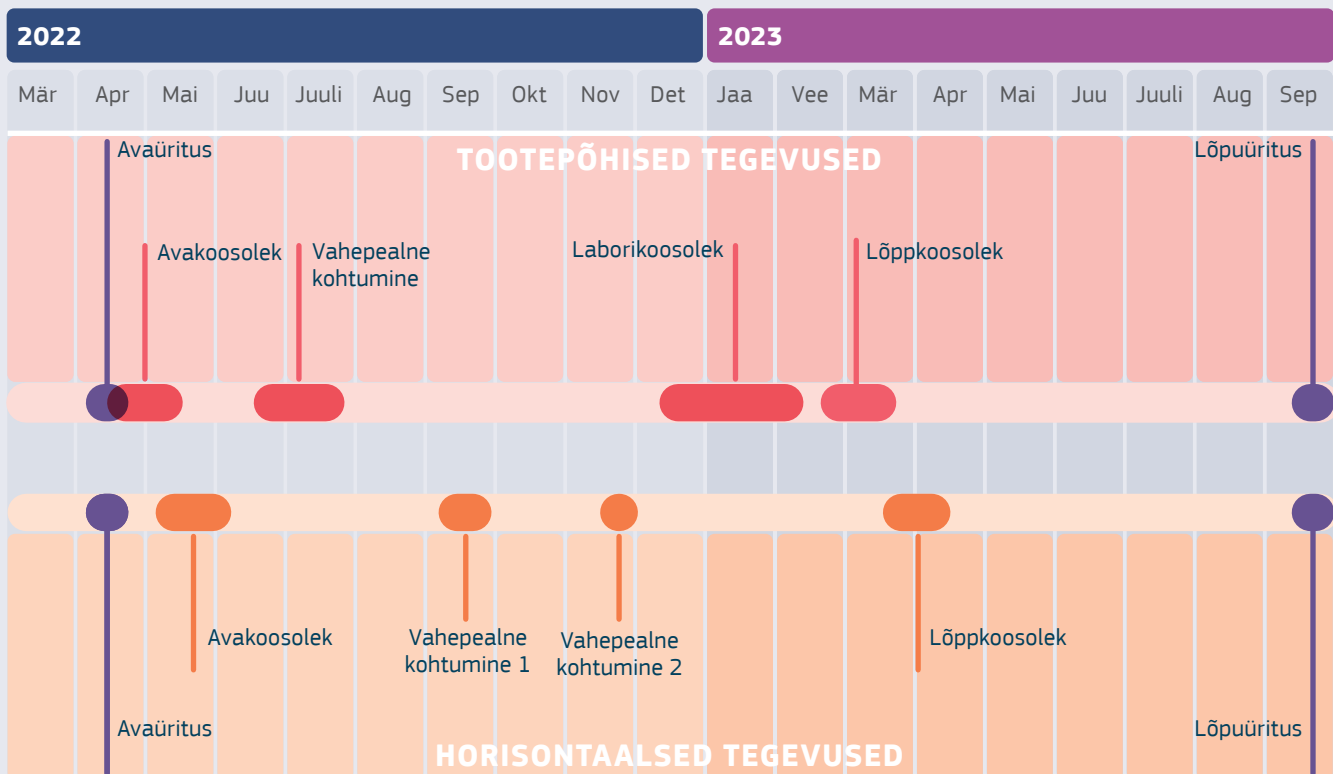 2022
2023
Mär Apr Mai Juu Juuli Aug Sep Okt Nov Det Jaa Vee Mär Apr Mai Juu Juuli Aug Sep
Avaüritus
TOOTEPÕHISED TEGEVUSED
Lõpuüritus
Avakoosolek
Vahepealne
kohtumine
Laborikoosolek
Lõppkoosolek
Avakoosolek
Vahepealne
kohtumine 1
Vahepealne
kohtumine 2
Lõppkoosolek
Avaüritus
Lõpuüritus
HORISONTAALSED TEGEVUSED